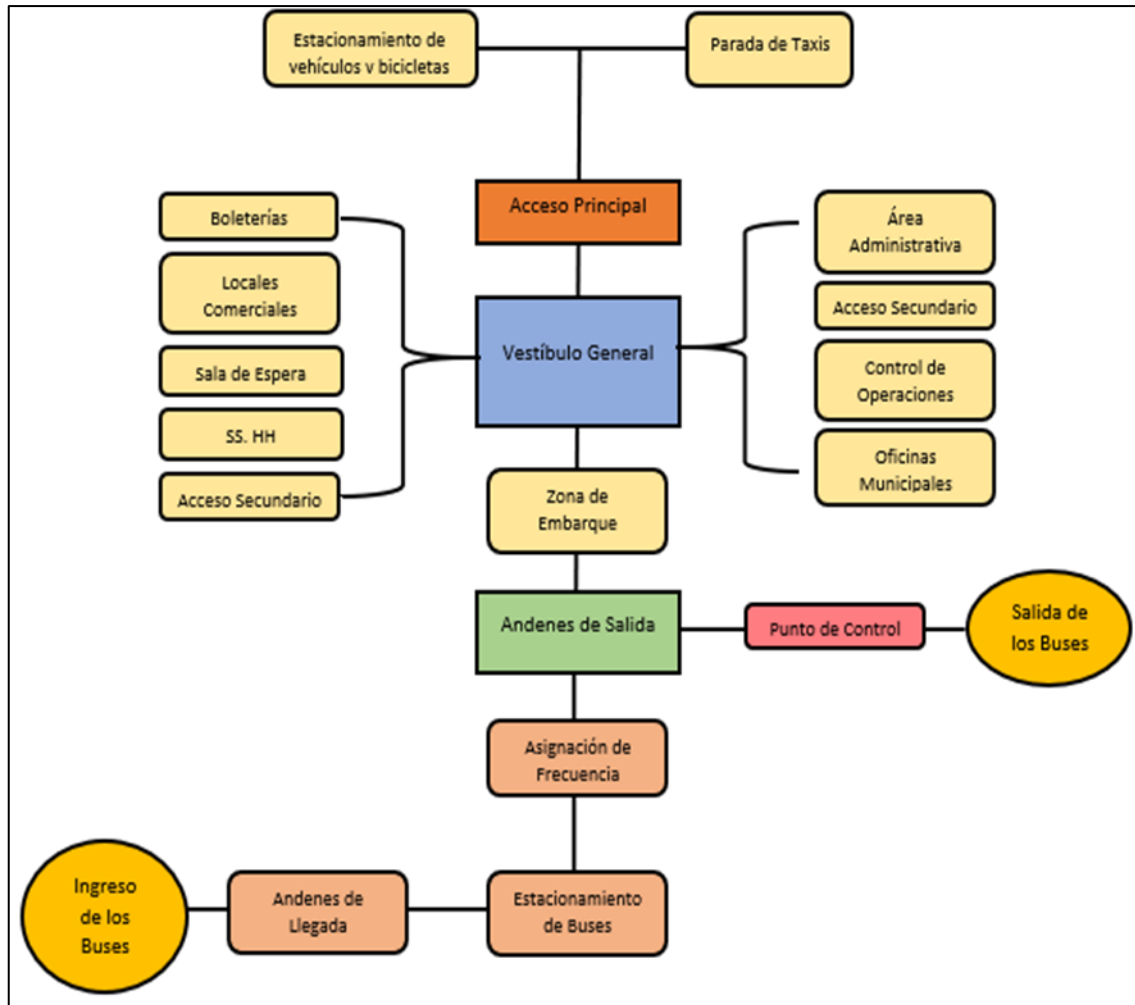 Estacionamiento de
vehículos v bicicletas
Parada de Taxis
Acceso Principal
Boleterías
Locales
Comerciales
Sala de Espera
SS. HH
Acceso Secundario
Vestíbulo General
Área
Administrativa
Acceso Secundario
Control de
Operaciones
Oficinas
Municipales
Zona de
Embarque
Andenes de Salida
Punto de Control
Salida de
los Buses
Asignación de
Frecuencia
Ingreso
de los
Buses
Andenes de
Llegada
Estacionamiento
de Buses